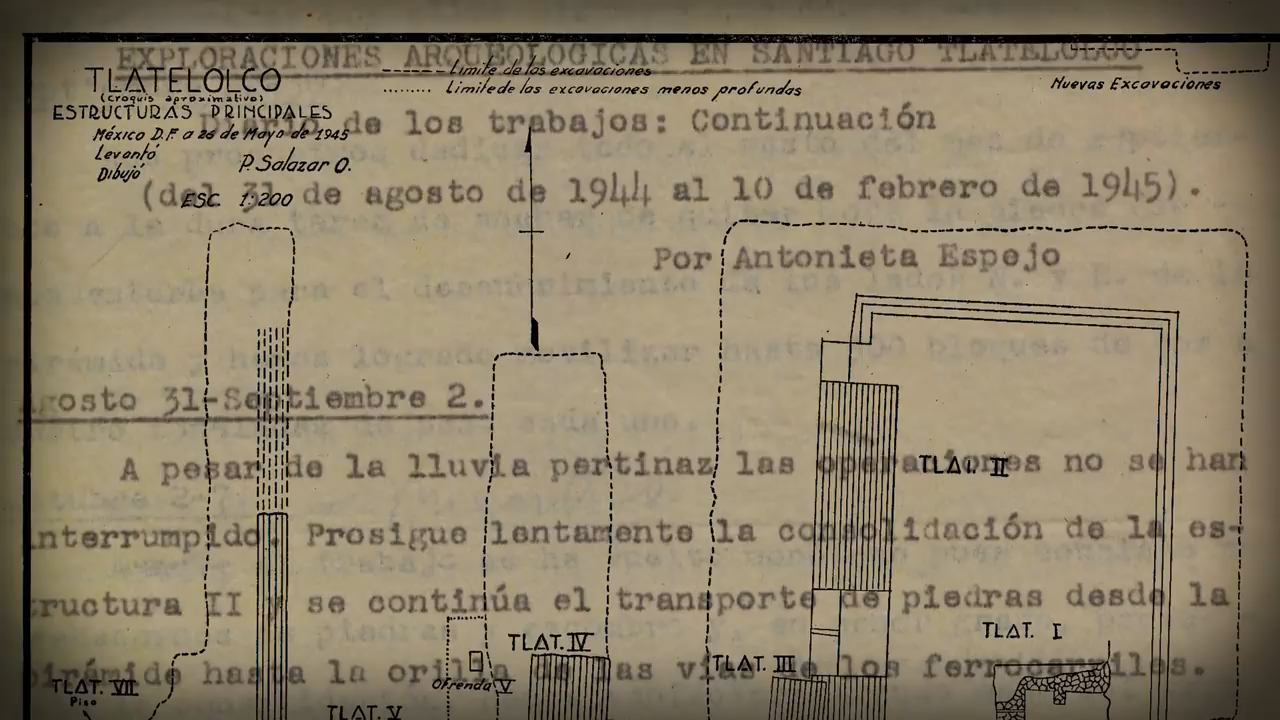 EXPLORACIONES ARQUEOLOGICAS EN SANTIAGO TLATELOLCO
TLATELOLCO
(croquis aproximativo)
ESTRUCTURAS PRINCIPALES
México D.F. a 26 de Mayo de 1945
Levantó
Dibujó
P. Salazar O.
ESC. 1:200
Límite de las excavaciones
Límite de las excavaciones menos profundas
Nuevas Excavaciones
de los trabajos: Continuación
(del 31 de agosto de 1944 al 10 de febrero de 1945).
Por Antonieta Espejo
Agosto 31-Septiembre 2.
A pesar de la lluvia pertinaz las operaciones no se han
interrumpido. Prosigue lentamente la consolidación de la es-
tructura II y se continúa el transporte de piedras desde la
pirámide hasta la orilla de las vías de los ferrocarriles.
TLAT. II
TLAT. I
TLAT. III
TLAT. IV
Ofrenda V
TLAT. V
TLAT. VII
Piso